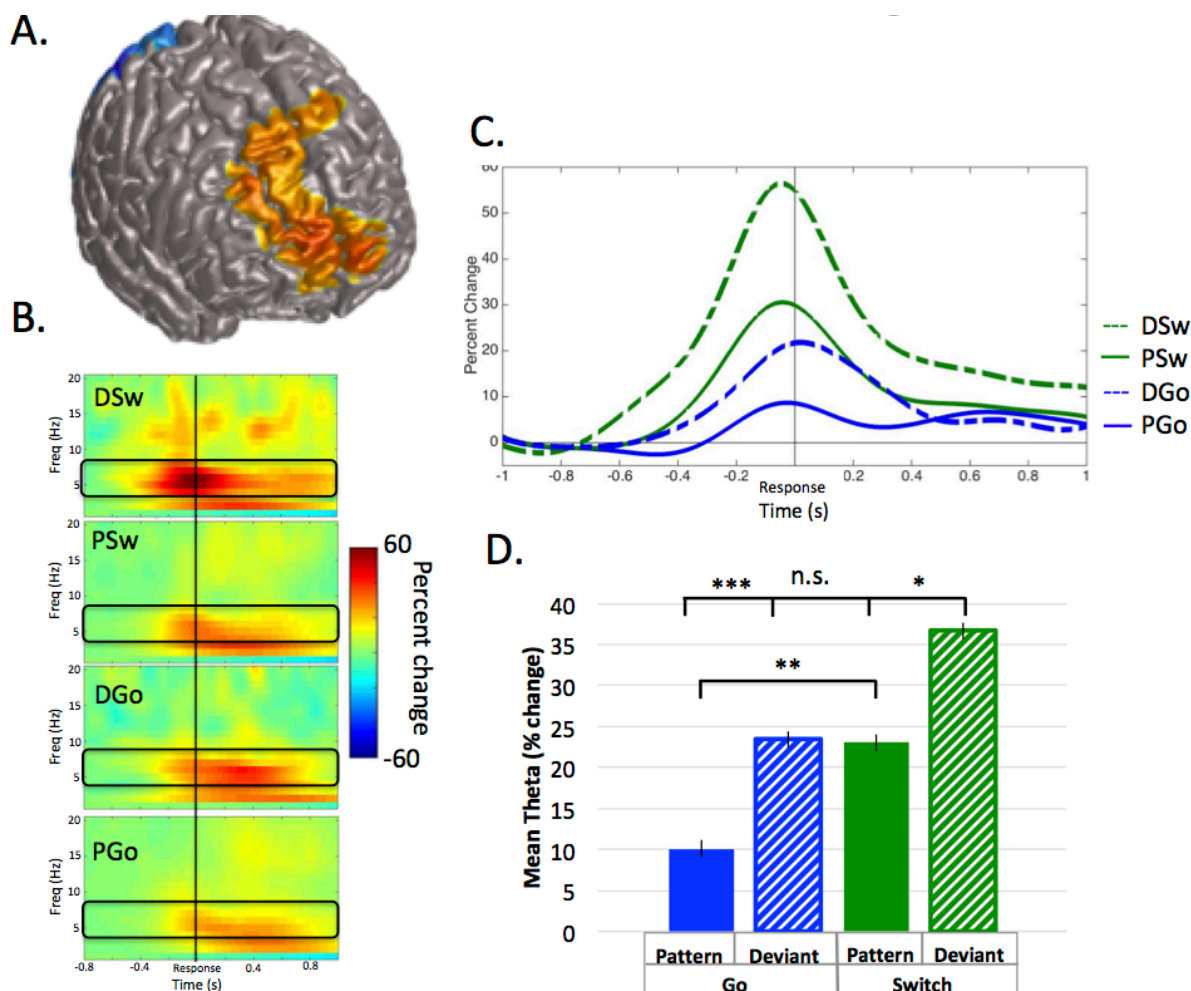 A.
B.
DSw
20
15
10
5
Freq (Hz)
PSw
20
15
10
5
Freq (Hz)
DGo
20
15
10
5
Freq (Hz)
PGo
20
15
10
5
Freq (Hz)
-0.8 -0.4 Response 0.4 0.8
Time (s)
60
Percent change
-60
C.
60
50
40
30
20
10
0
Percent Change
-1 -0.8 -0.6 -0.4 -0.2 0 0.2 0.4 0.6 0.8 1
Response
Time (s)
DSw
PSw
DGo
PGo
D.
*** n.s. *
**
40
35
30
25
20
15
10
5
0
Mean Theta (% change)
Pattern Deviant Pattern Deviant
Go Switch